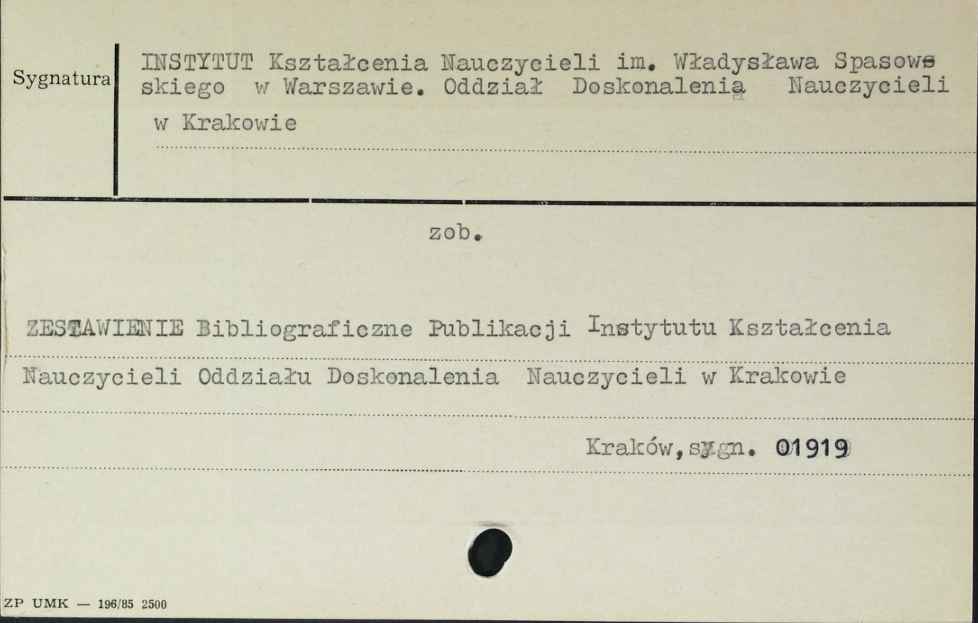 Sygnatura
INSTYTUT Kształcenia Nauczycieli im. Władysława Spasow
skiego w Warszawie. Oddział Doskonalenia Nauczycieli
w Krakowie
zob.
ZESTAWIENIE Bibliograficzne Publikacji Instytutu Kształcenia
Nauczycieli Oddziału Doskonalenia Nauczycieli w Krakowie
Kraków,sygn. 01919
ZP UMK — 196/85 2500